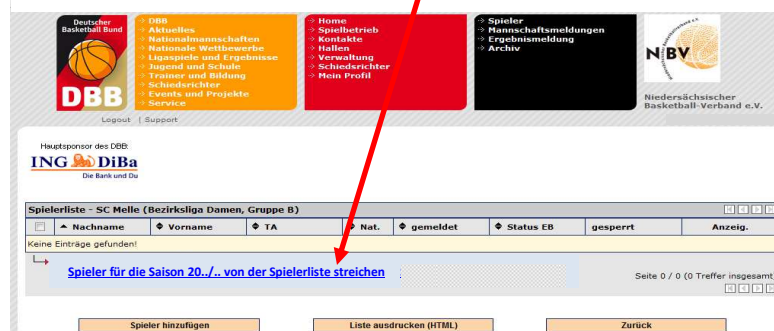 Deutscher
Basketball Bund
DBB
→ DBB
→ Aktuelles
→ Nationalmannschaften
→ Nationale Wettbewerbe
→ Ligaspiele und Ergebnisse
→ Jugend und Schule
→ Trainer und Bildung
→ Schiedsrichter
→ Events und Projekte
→ Service
→ Home
→ Spielbetrieb
→ Kontakte
→ Hallen
→ Verwaltung
→ Schiedsrichter
→ Mein Profil
→ Spieler
→ Mannschaftsmeldungen
→ Ergebnismeldung
→ Archiv
NBV
Niedersächsischer
Basketball-Verband e.V.
Logout | Support
Hauptsponsor des DBB:
ING DiBa
Die Bank und Du
Spielerliste - SC Melle (Bezirksliga Damen, Gruppe B)
Nachname Vorname TA Nat. gemeldet Status EB gesperrt Anzeig.
Keine Einträge gefunden!
Spieler für die Saison 20../.. von der Spielerliste streichen
Seite 0 / 0 (0 Treffer insgesamt)
Spieler hinzufügen Liste ausdrucken (HTML) Zurück